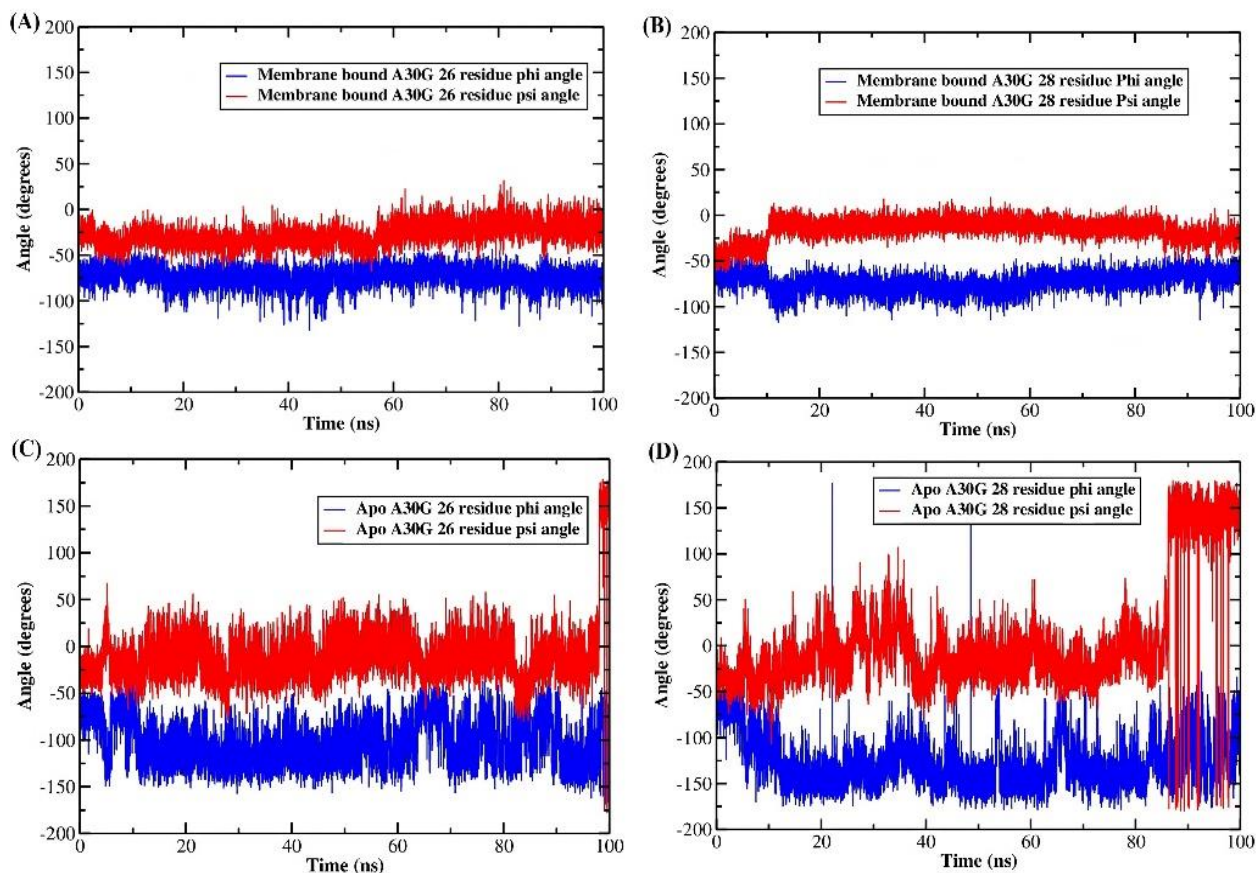 (A)
200
150
100
50
0
-50
-100
-150
-200
Angle (degrees)
Membrane bound A30G 26 residue phi angle
Membrane bound A30G 26 residue psi angle
0 20 40 60 80 100
Time (ns)
(B)
200
150
100
50
0
-50
-100
-150
-200
Angle (degrees)
Membrane bound A30G 28 residue Phi angle
Membrane bound A30G 28 residue Psi angle
0 20 40 60 80 100
Time (ns)
(C)
200
150
100
50
0
-50
-100
-150
-200
Angle (degrees)
Apo A30G 26 residue phi angle
Apo A30G 26 residue psi angle
0 20 40 60 80 100
Time (ns)
(D)
200
150
100
50
0
-50
-100
-150
-200
Angle (degrees)
Apo A30G 28 residue phi angle
Apo A30G 28 residue psi angle
0 20 40 60 80 100
Time (ns)